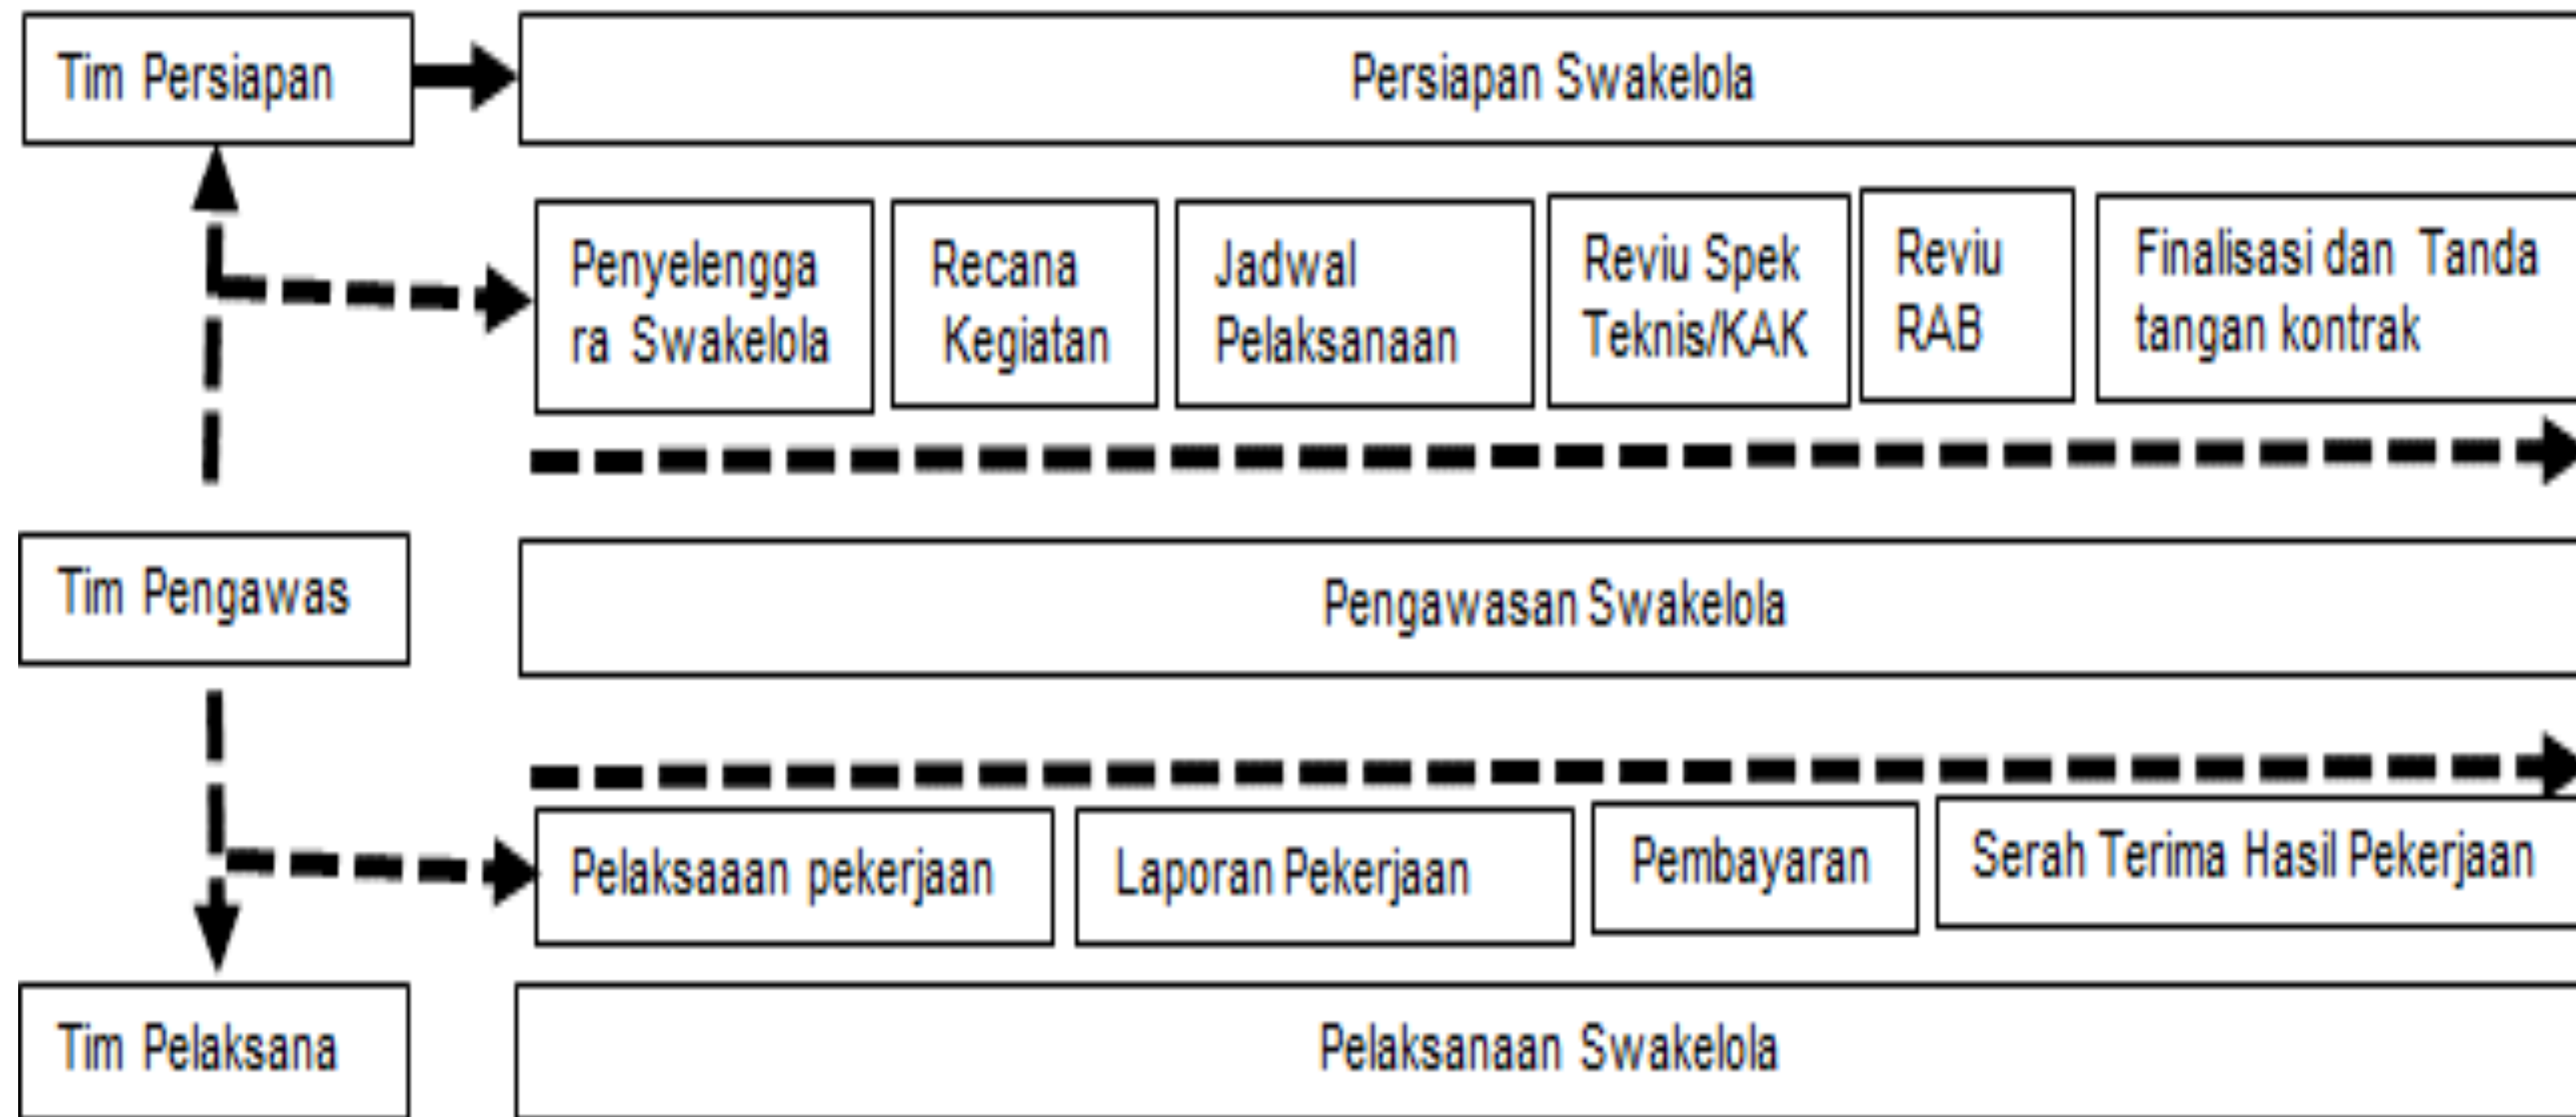 Tim Persiapan
Persiapan Swakelola
Penyelengga
ra Swakelola
Recana
Kegiatan
Jadwal
Pelaksanaan
Reviu Spek
Teknis/KAK
Reviu
RAB
Finalisasi dan Tanda
tangan kontrak
Tim Pengawas
Pengawasan Swakelola
Pelaksaaan pekerjaan
Laporan Pekerjaan
Pembayaran
Serah Terima Hasil Pekerjaan
Tim Pelaksana
Pelaksanaan Swakelola